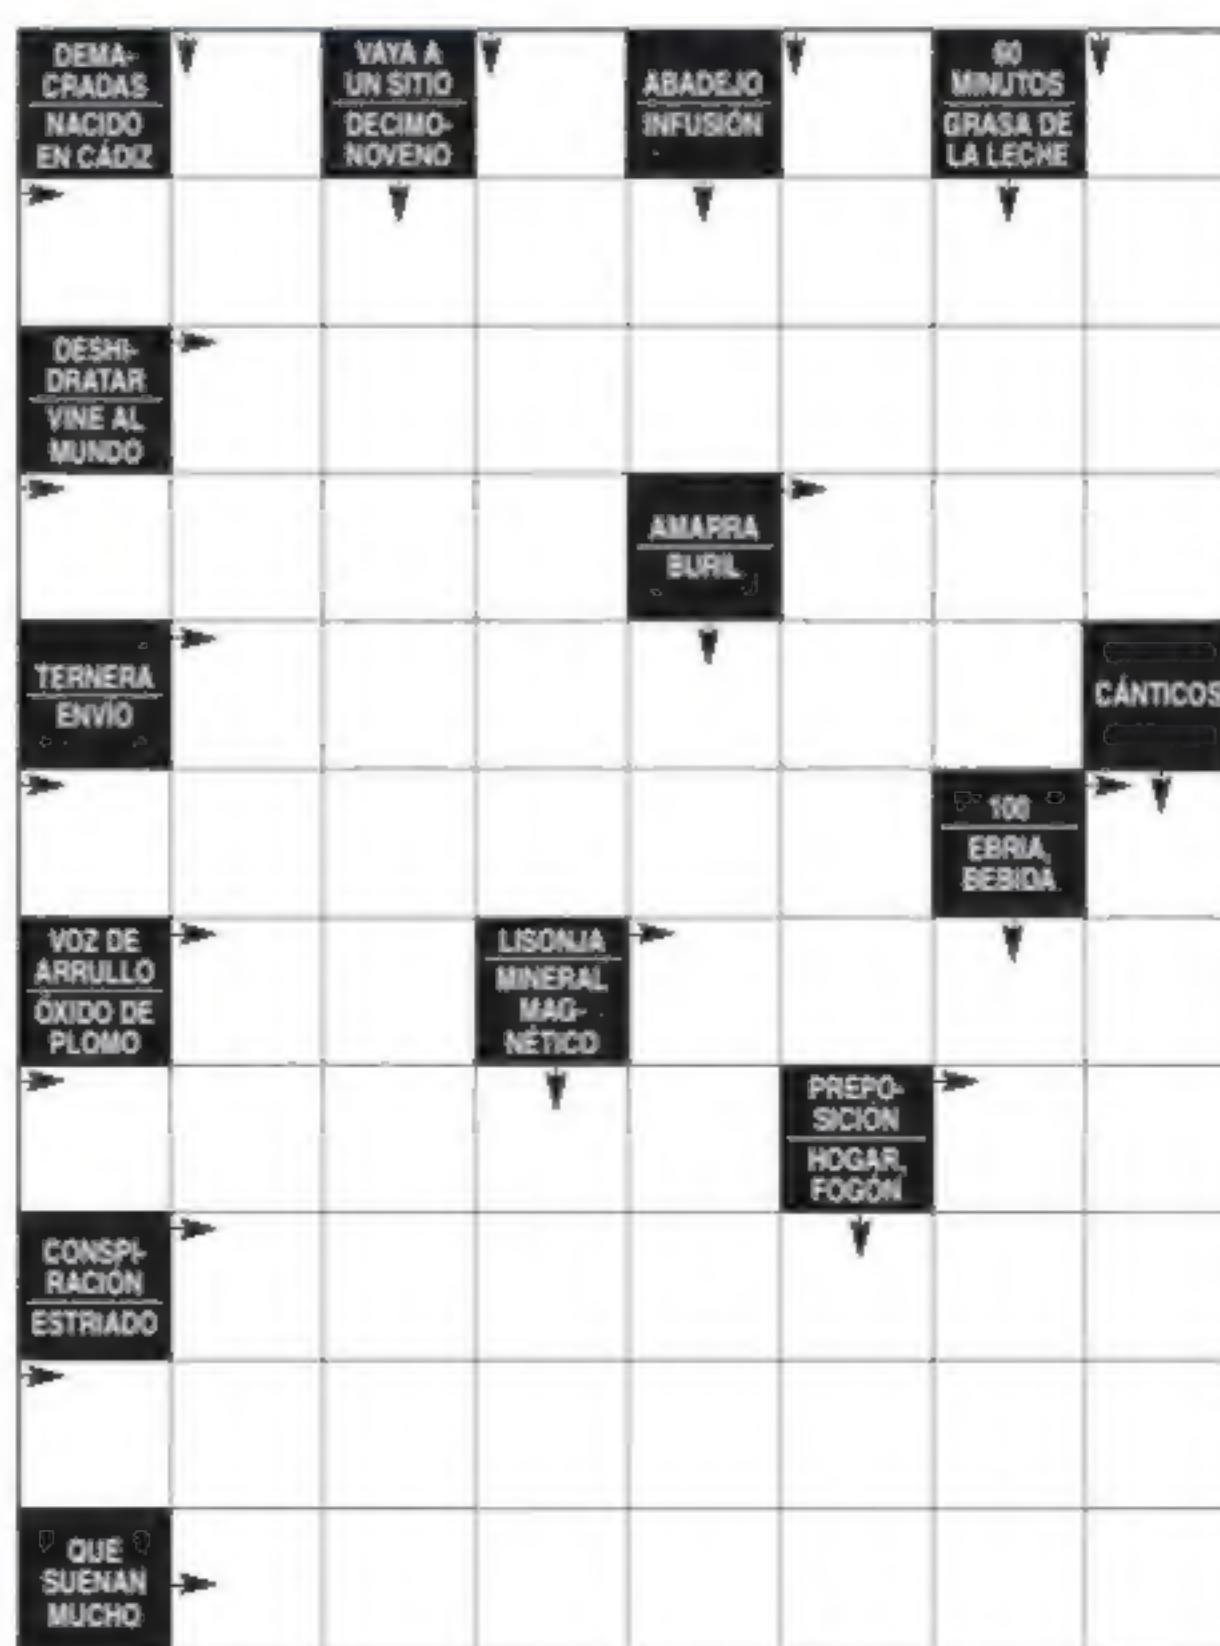 DEMA-
CRADAS
NACIDO
EN CÁDIZ
VAYA A
UN SITIO
DECIMO-
NOVENO
ABADEJO
INFUSIÓN
60
MINUTOS
GRASA DE
LA LECHE
DESHI-
DRATAR
VINE AL
MUNDO
AMARRA
BURIL
TERNERA
ENVÍO
CÁNTICOS
100
EBRIA,
BEBIDA
VOZ DE
ARRULLO
ÓXIDO DE
PLOMO
LISONJA
MINERAL
MAG-
NÉTICO
PREPO-
SICIÓN
HOGAR,
FOGÓN
CONSPI-
RACIÓN
ESTRIADO
QUE
SUENAN
MUCHO